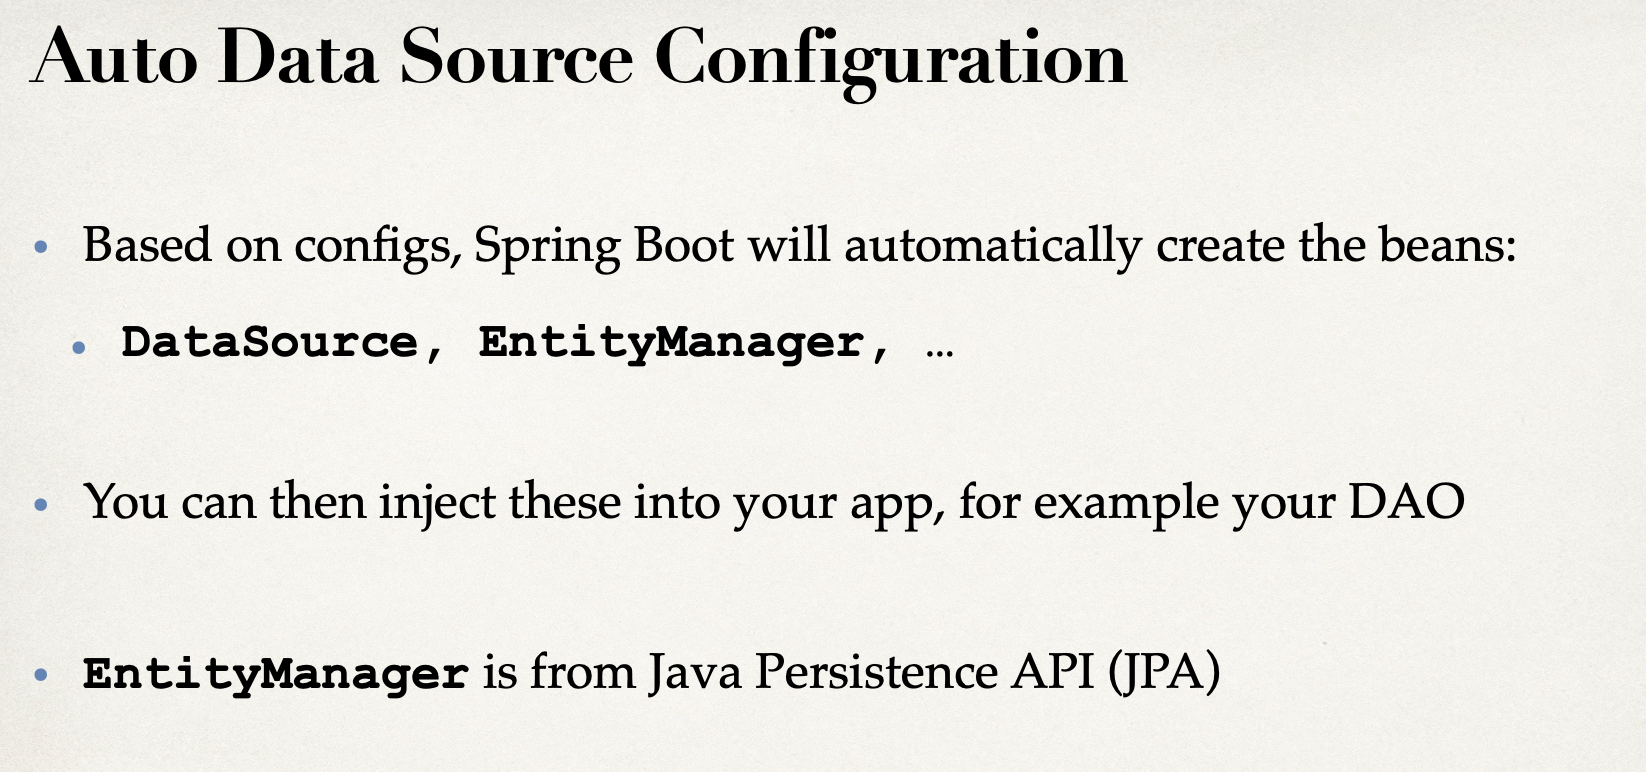 Auto Data Source Configuration
• Based on configs, Spring Boot will automatically create the beans:
• DataSource, EntityManager, …
• You can then inject these into your app, for example your DAO
• EntityManager is from Java Persistence API (JPA)